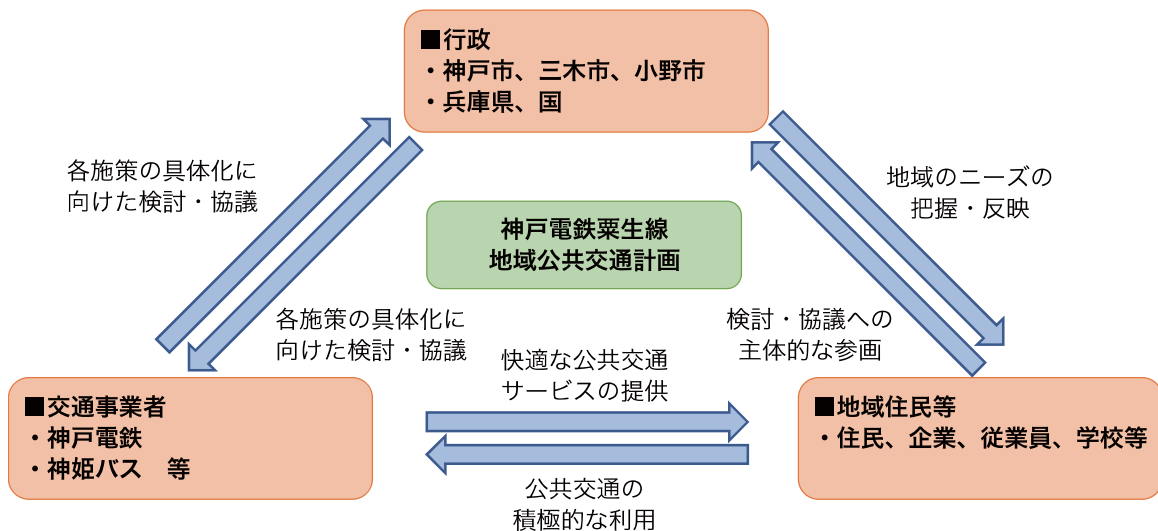 ■行政
・神戸市、三木市、小野市
・兵庫県、国
各施策の具体化に
向けた検討・協議
地域のニーズの
把握・反映
神戸電鉄粟生線
地域公共交通計画
各施策の具体化に
向けた検討・協議
検討・協議への
主体的な参画
快適な公共交通
サービスの提供
■交通事業者
・神戸電鉄
・神姫バス　等
■地域住民等
・住民、企業、従業員、学校等
公共交通の
積極的な利用